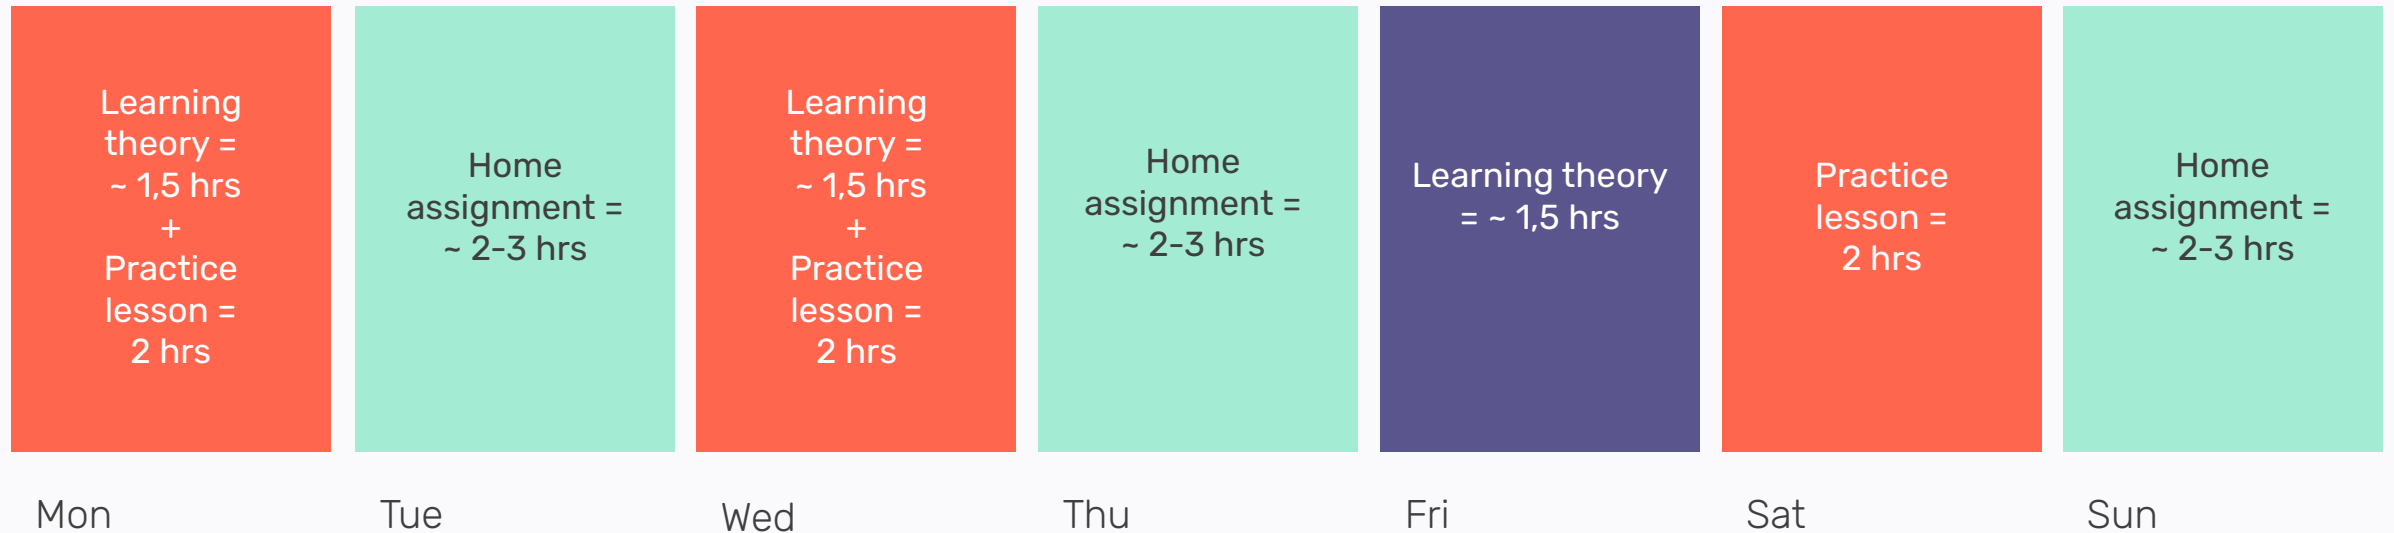 Learning
theory =
~ 1,5 hrs
+
Practice
lesson =
2 hrs
Home
assignment =
~ 2-3 hrs
Learning
theory =
~ 1,5 hrs
+
Practice
lesson =
2 hrs
Home
assignment =
~ 2-3 hrs
Learning theory
= ~ 1,5 hrs
Practice
lesson =
2 hrs
Home
assignment =
~ 2-3 hrs
Mon
Tue
Wed
Thu
Fri
Sat
Sun